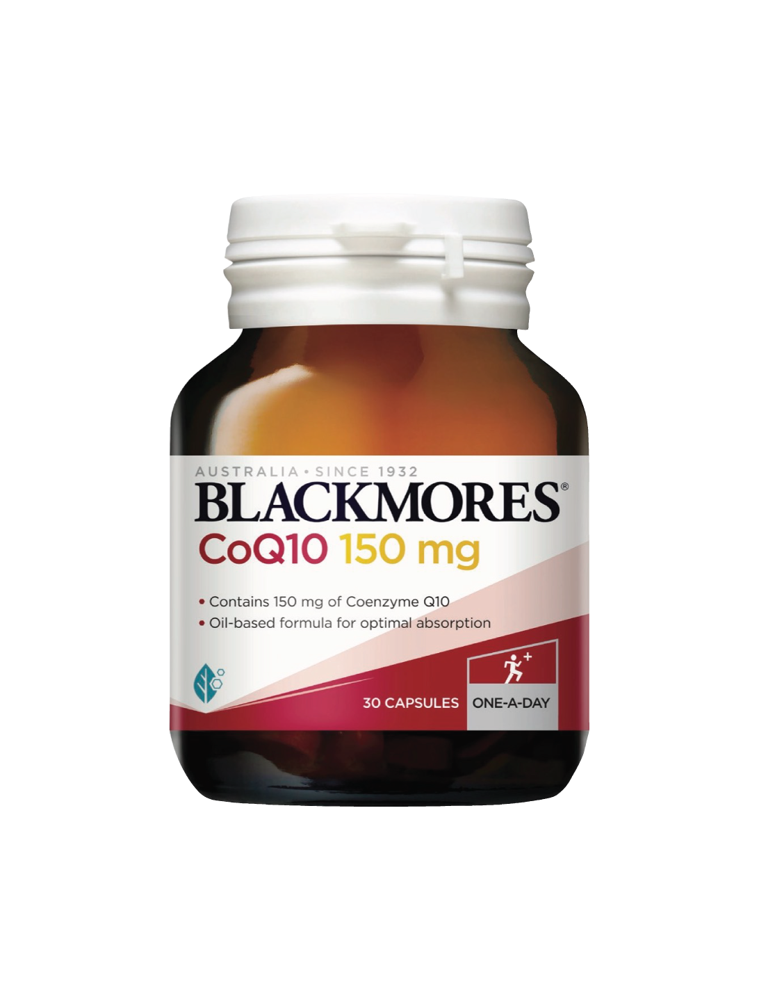 AUSTRALIA • SINCE 1932
BLACKMORES®
CoQ10 150 mg
• Contains 150 mg of Coenzyme Q10
• Oil-based formula for optimal absorption
30 CAPSULES
ONE-A-DAY